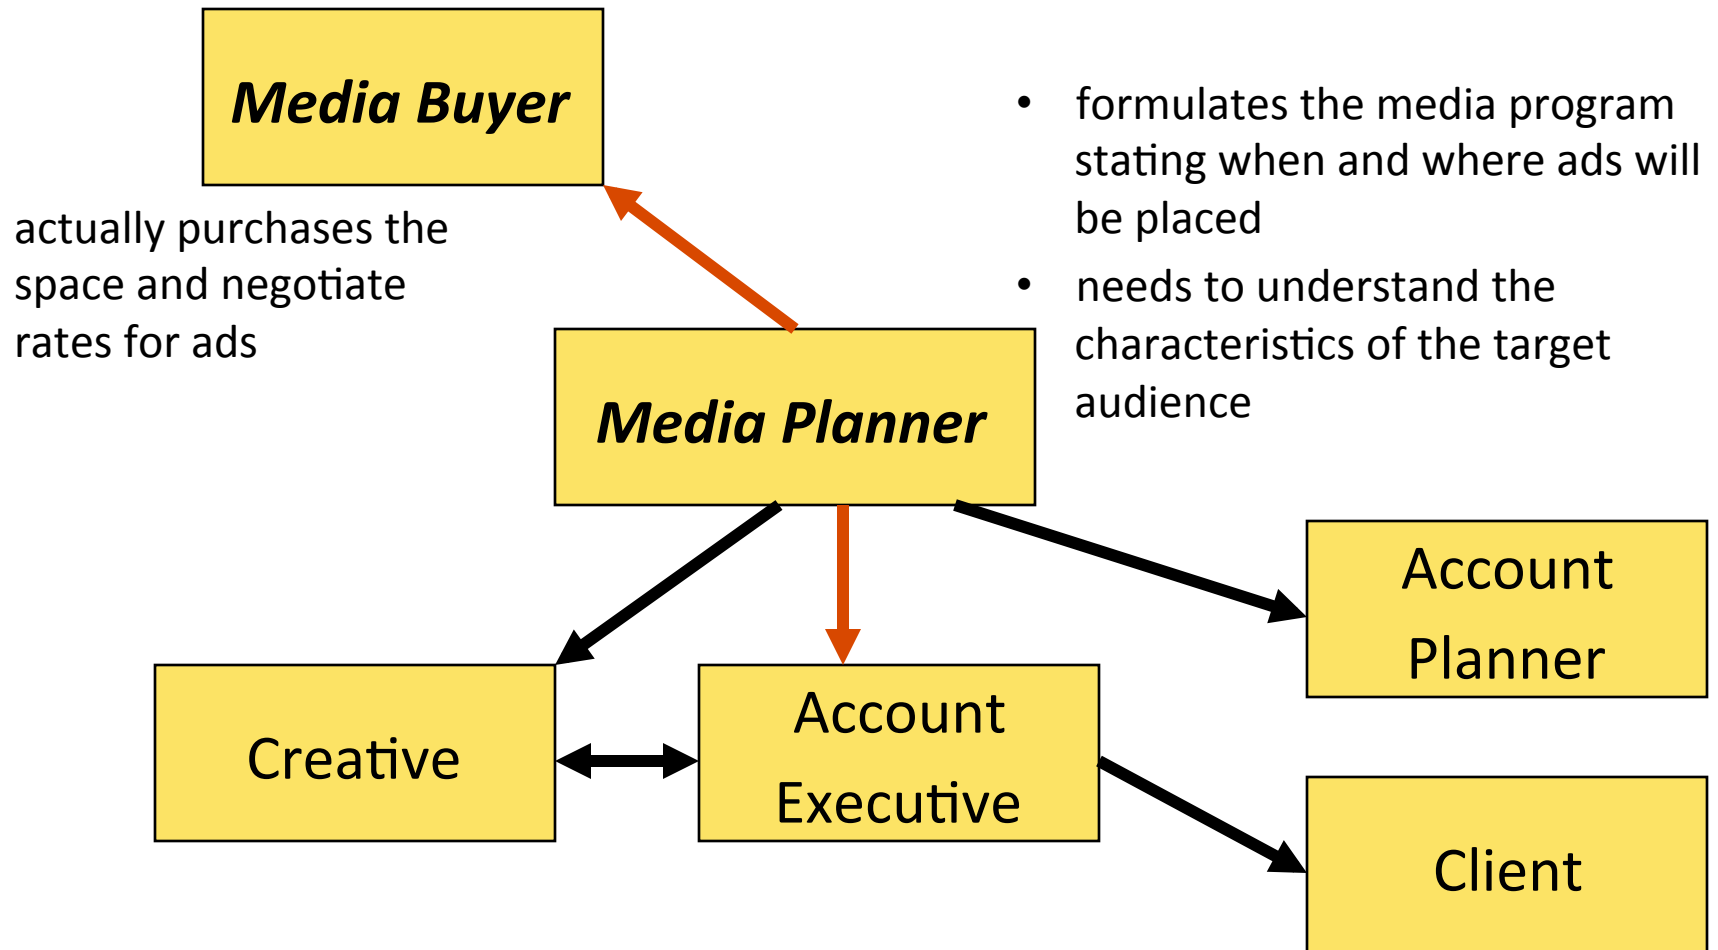 Media Buyer
actually purchases the
space and negotiate
rates for ads
• formulates the media program
stating when and where ads will
be placed
• needs to understand the
characteristics of the target
audience
Media Planner
Account
Planner
Creative
Account
Executive
Client